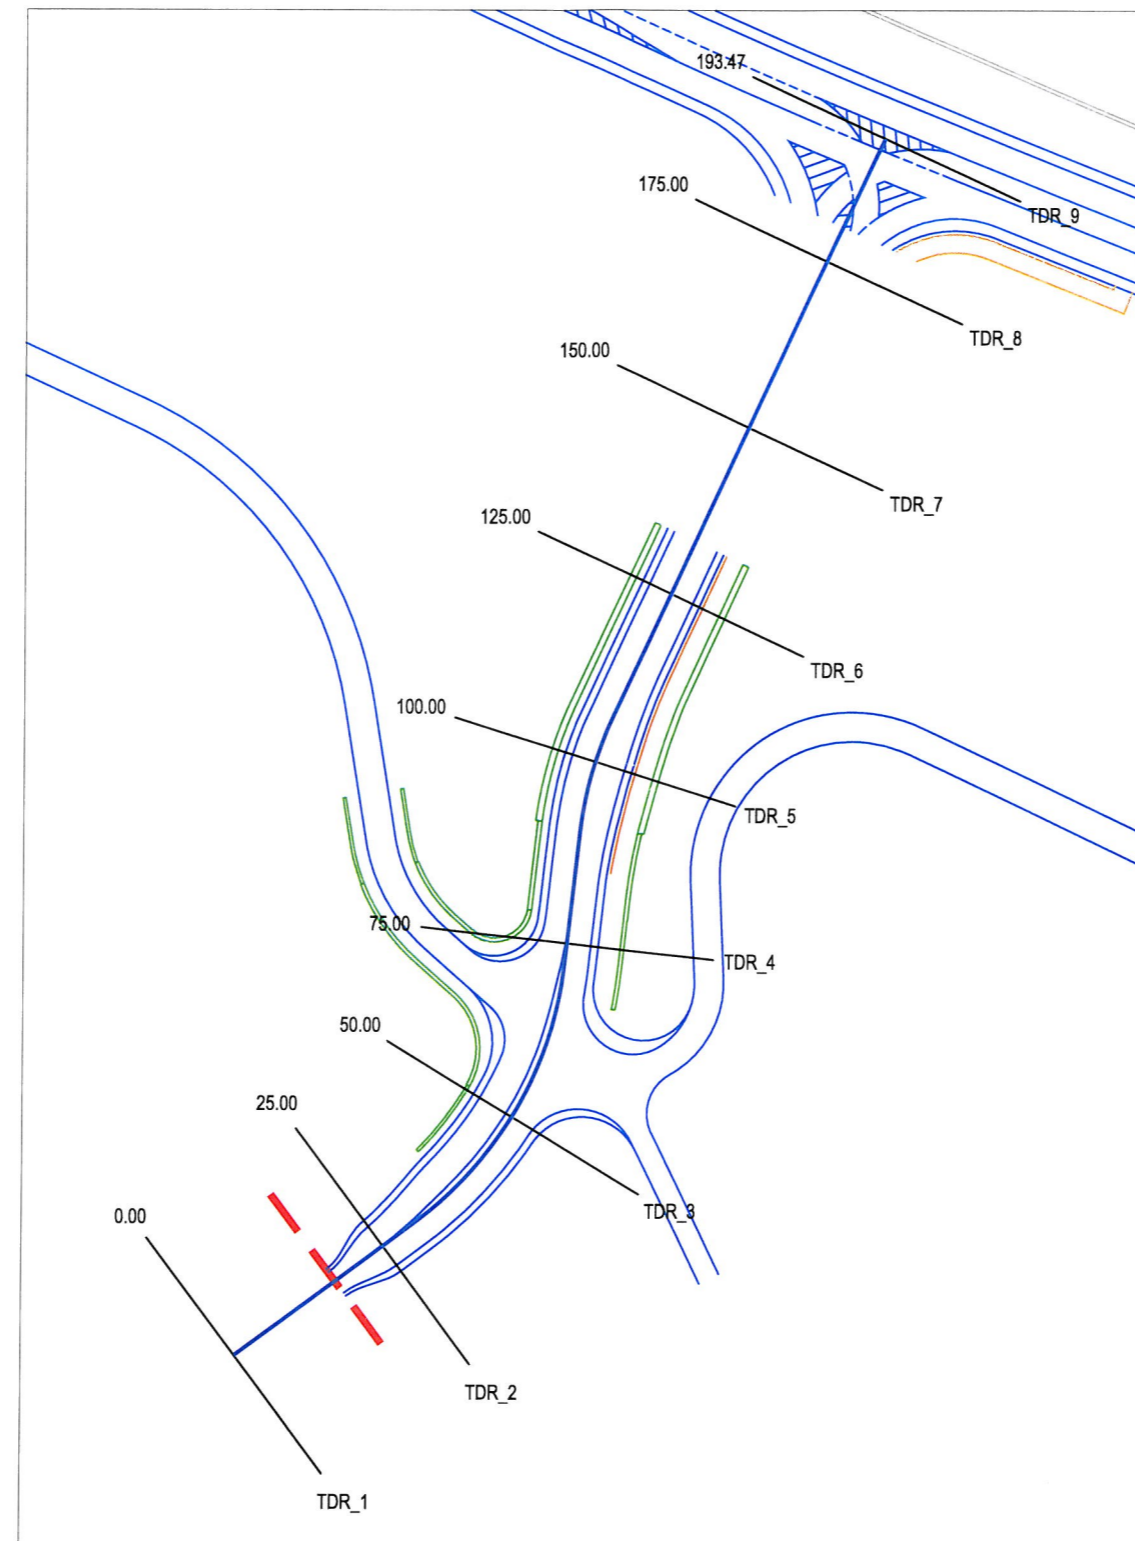 193.47
TDR_9
175.00
TDR_8
150.00
TDR_7
125.00
TDR_6
100.00
TDR_5
75.00
TDR_4
50.00
TDR_3
25.00
TDR_2
0.00
TDR_1